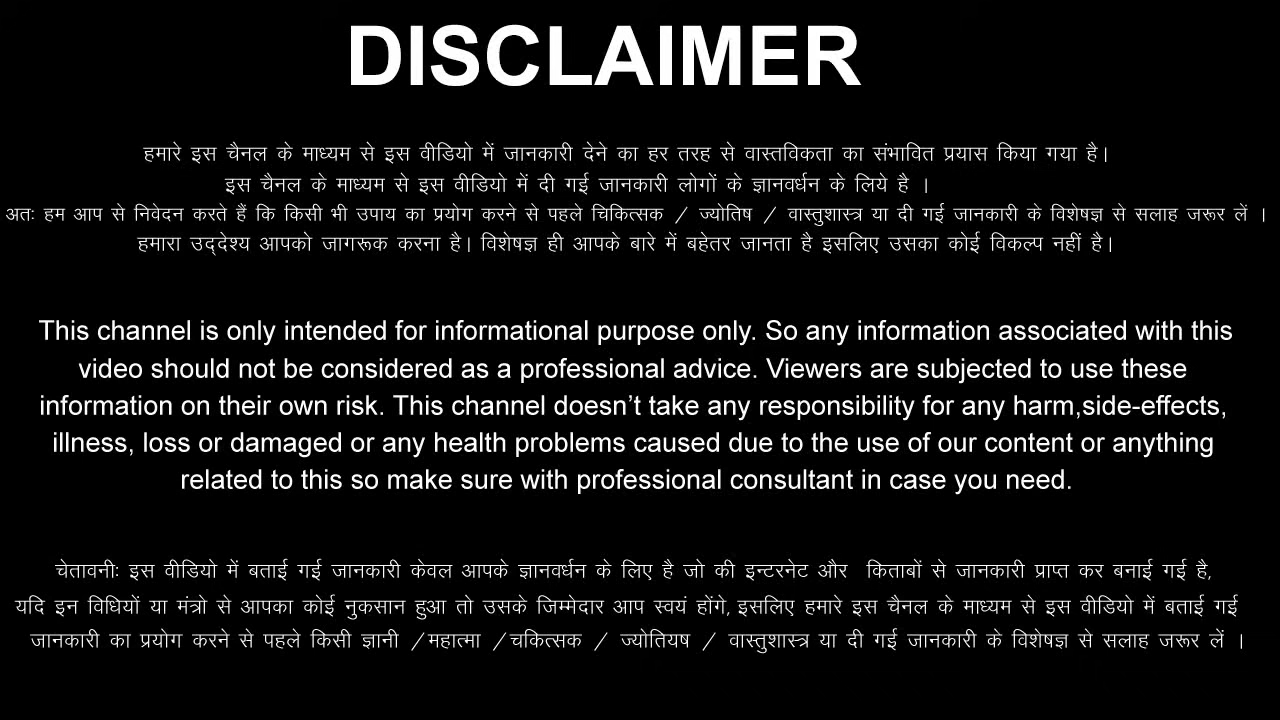 DISCLAIMER
हमारे इस चैनल के माध्यम से इस वीडियो में जानकारी देने का हर तरह से वास्तविकता का संभावित प्रयास किया गया है।
इस चैनल के माध्यम से इस वीडियो में दी गई जानकारी लोगों के ज्ञानवर्धन के लिये है ।
अतः हम आप से निवेदन करते हैं कि किसी भी उपाय का प्रयोग करने से पहले चिकित्सक / ज्योतिष / वास्तुशास्त्र या दी गई जानकारी के विशेषज्ञ से सलाह जरूर लें ।
हमारा उद्देश्य आपको जागरूक करना है। विशेषज्ञ ही आपके बारे में बहेतर जानता है इसलिए उसका कोई विकल्प नहीं है।
This channel is only intended for informational purpose only. So any information associated with this
video should not be considered as a professional advice. Viewers are subjected to use these
information on their own risk. This channel doesn’t take any responsibility for any harm,side-effects,
illness, loss or damaged or any health problems caused due to the use of our content or anything
related to this so make sure with professional consultant in case you need.
चेतावनीः इस वीडियो में बताई गई जानकारी केवल आपके ज्ञानवर्धन के लिए है जो की इन्टरनेट और किताबों से जानकारी प्राप्त कर बनाई गई है,
यदि इन विधियों या मंत्रो से आपका कोई नुकसान हुआ तो उसके जिम्मेदार आप स्वयं होंगे, इसलिए हमारे इस चैनल के माध्यम से इस वीडियो में बताई गई
जानकारी का प्रयोग करने से पहले किसी ज्ञानी /महात्मा /चकित्सक / ज्योतियष / वास्तुशास्त्र या दी गई जानकारी के विशेषज्ञ से सलाह जरूर लें ।